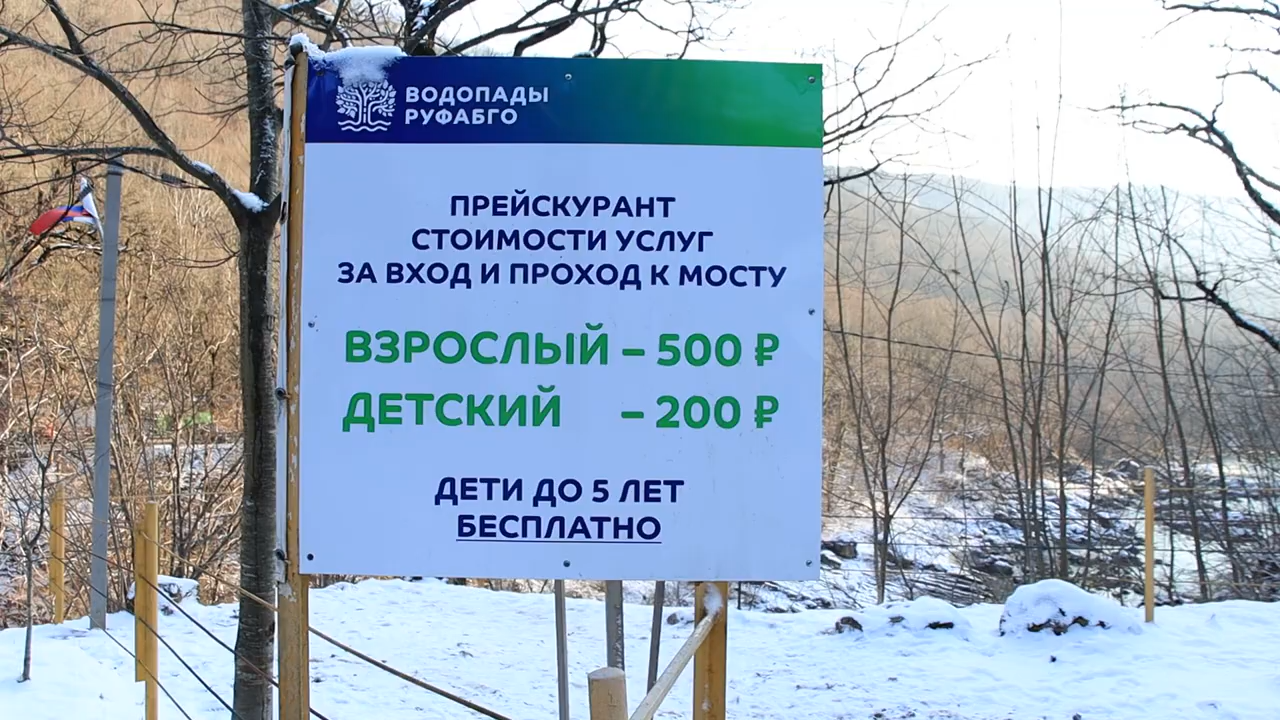 ВОДОПАДЫ
РУФАБГО
ПРЕЙСКУРАНТ
СТОИМОСТИ УСЛУГ
ЗА ВХОД И ПРОХОД К МОСТУ
ВЗРОСЛЫЙ – 500 ₽
ДЕТСКИЙ – 200 ₽
ДЕТИ ДО 5 ЛЕТ
БЕСПЛАТНО